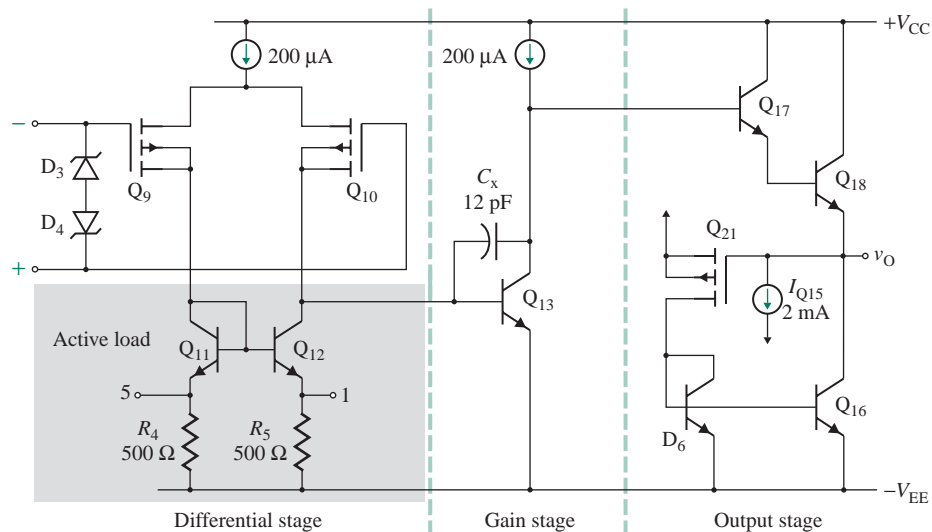 +V_CC
200 μA
200 μA
Q_17
−
D_3
Q_9
Q_10
C_x
12 pF
Q_18
D_4
Q_21
+
v_O
I_Q15
2 mA
Q_13
Active load
Q_11
Q_12
5
1
Q_16
R_4
500 Ω
R_5
500 Ω
D_6
−V_EE
Differential stage
Gain stage
Output stage